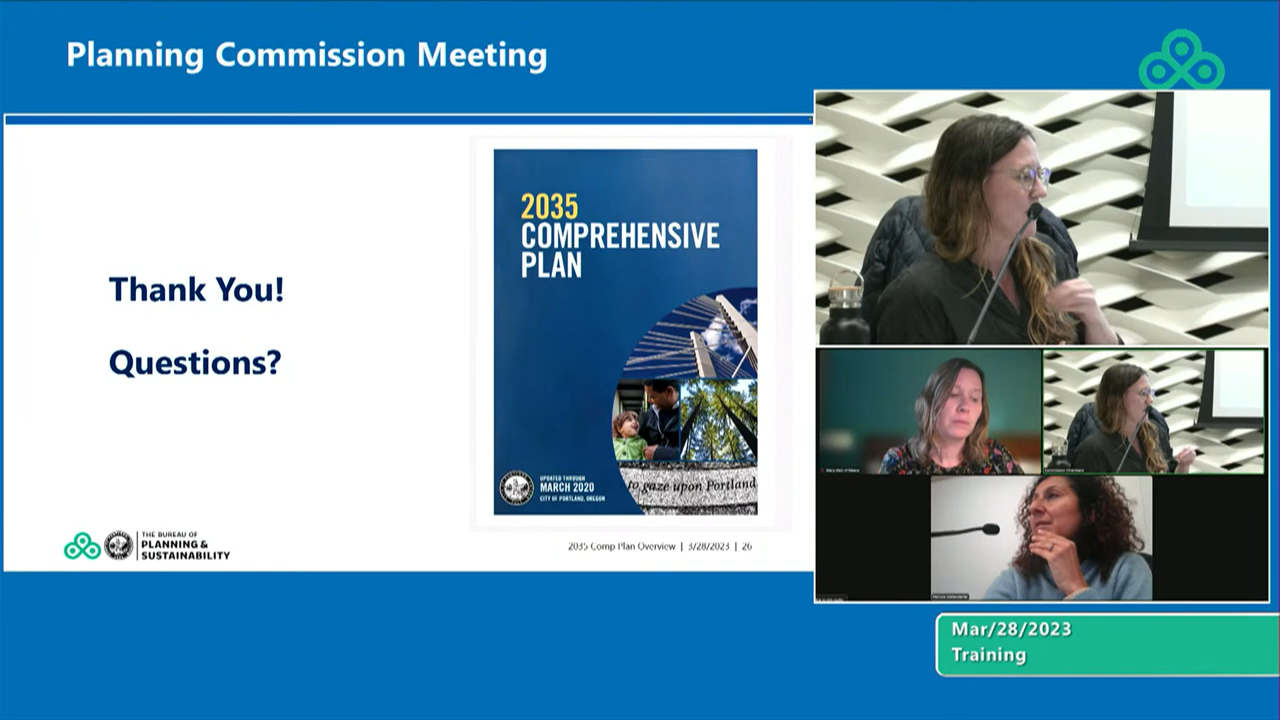 Planning Commission Meeting
Thank You!
Questions?
2035
COMPREHENSIVE
PLAN
UPDATED THROUGH
MARCH 2020
CITY OF PORTLAND, OREGON
to gaze upon Portland
THE BUREAU OF
PLANNING &
SUSTAINABILITY
2035 Comp Plan Overview | 3/28/2023 | 26
Mar/28/2023
Training